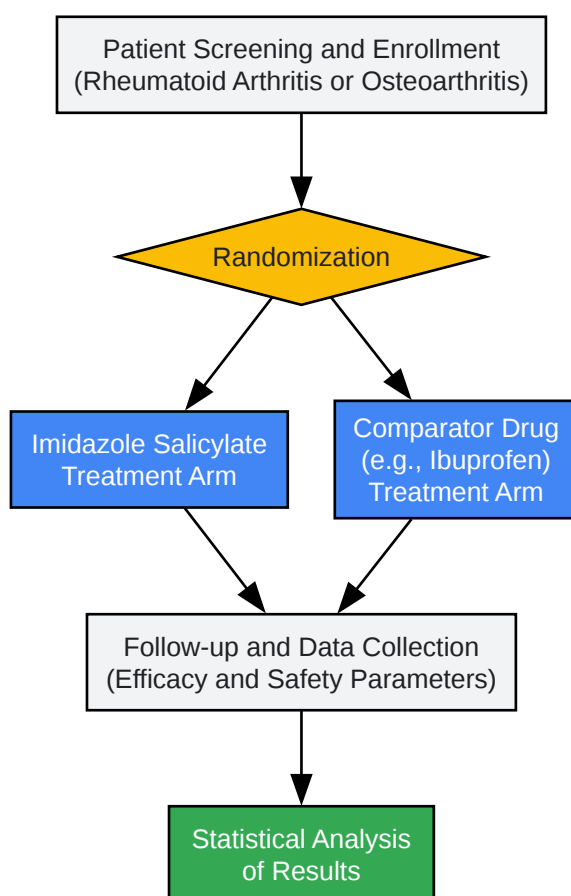 Patient Screening and Enrollment
(Rheumatoid Arthritis or Osteoarthritis)
Randomization
Imidazole Salicylate
Treatment Arm
Comparator Drug
(e.g., Ibuprofen)
Treatment Arm
Follow-up and Data Collection
(Efficacy and Safety Parameters)
Statistical Analysis
of Results